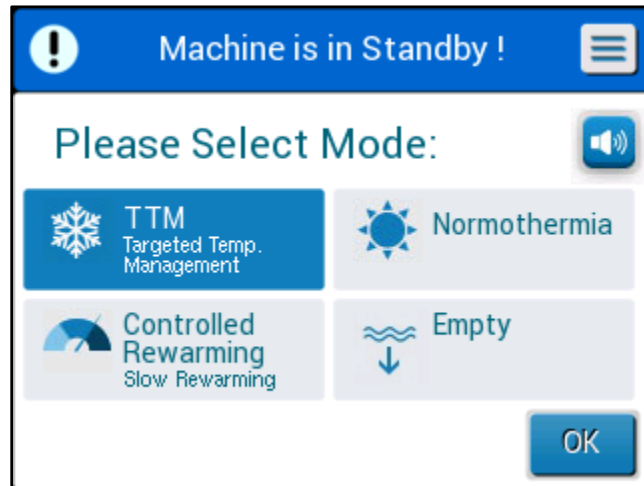 Machine is in Standby !
Please Select Mode:
TTM
Targeted Temp.
Management
Normothermia
Controlled
Rewarming
Slow Rewarming
Empty
OK